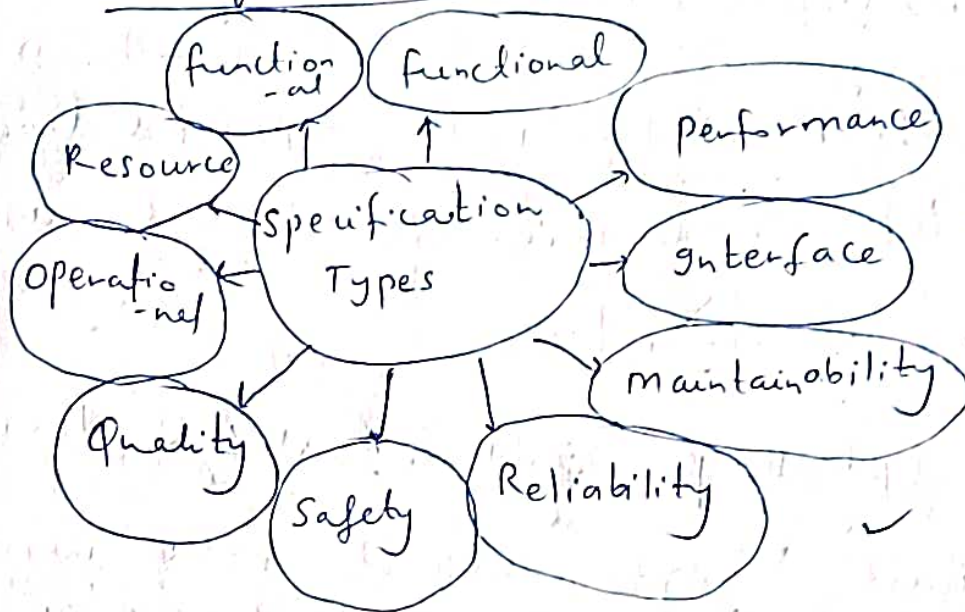 function
-al
functional
Performance
Resource
Specification
Types
Interface
Operatio
-nal
Maintainability
Quality
Safety
Reliability